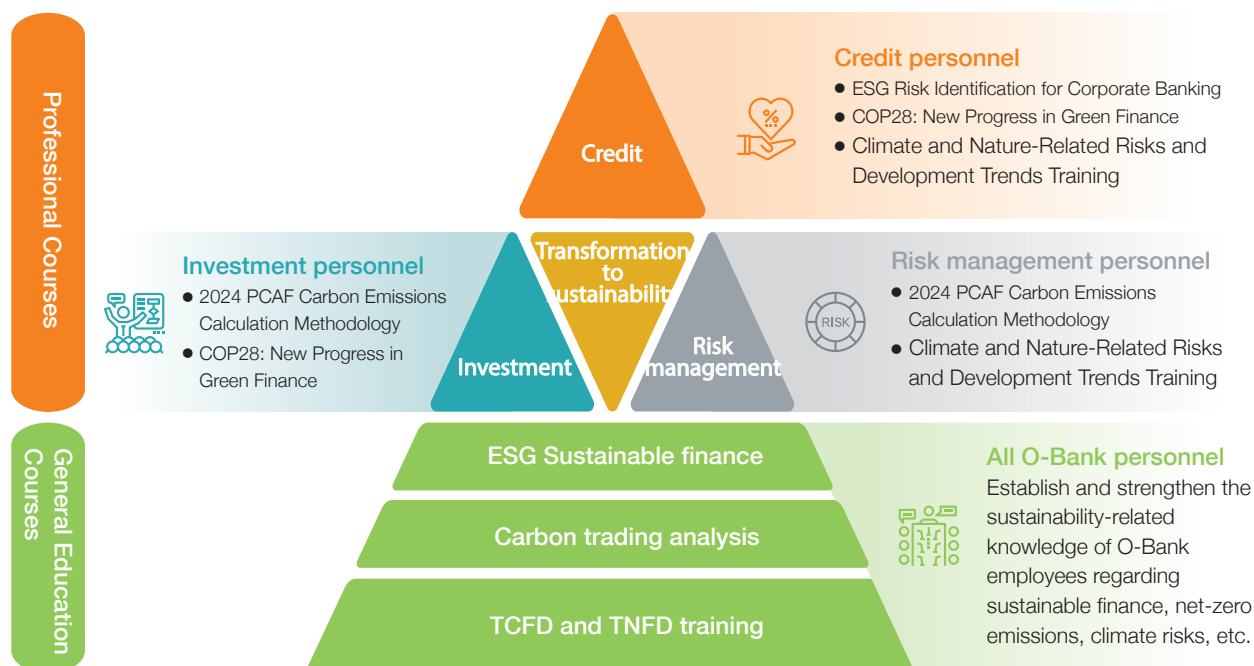 Professional Courses
Credit personnel
● ESG Risk Identification for Corporate Banking
● COP28: New Progress in Green Finance
● Climate and Nature-Related Risks and
Development Trends Training
%
Credit
Investment personnel
● 2024 PCAF Carbon Emissions
Calculation Methodology
● COP28: New Progress in
Green Finance
Investment
Transformation
to
sustainability
Risk
management
RISK
Risk management personnel
● 2024 PCAF Carbon Emissions
Calculation Methodology
● Climate and Nature-Related Risks
and Development Trends Training
General Education
Courses
ESG Sustainable finance
Carbon trading analysis
TCFD and TNFD training
All O-Bank personnel
Establish and strengthen the
sustainability-related
knowledge of O-Bank
employees regarding
sustainable finance, net-zero
emissions, climate risks, etc.